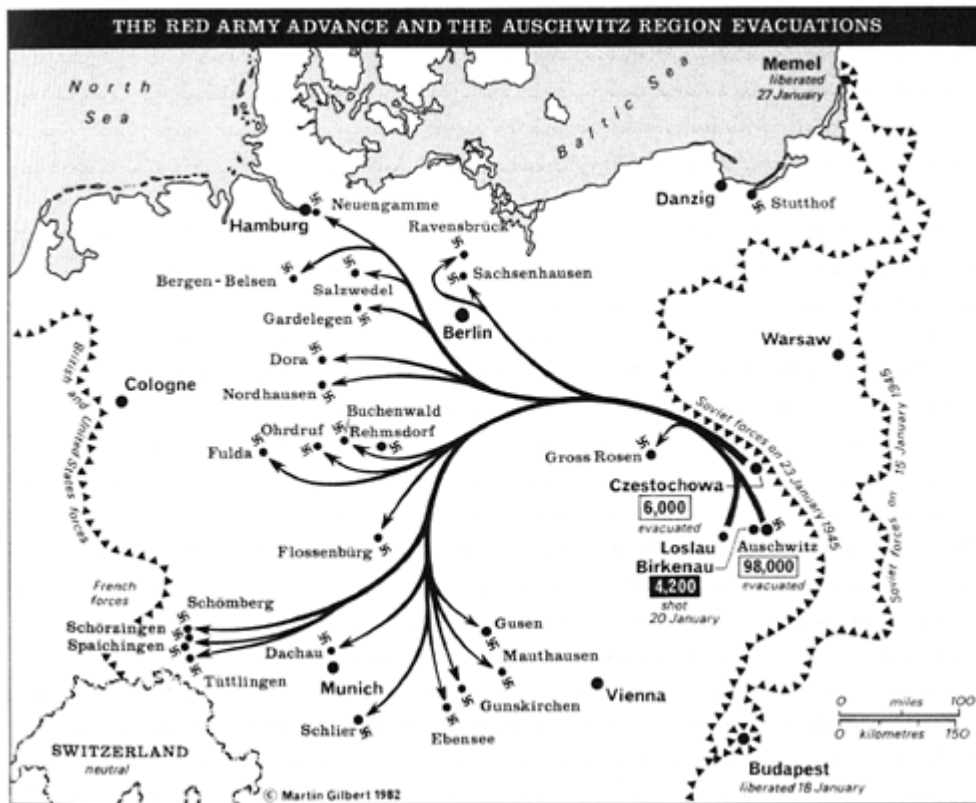 THE RED ARMY ADVANCE AND THE AUSCHWITZ REGION EVACUATIONS
North
Sea
Baltic Sea
Memel
liberated
27 January
Danzig
Stutthof
Neuengamme
Hamburg
Ravensbrück
Bergen-Belsen
Sachsenhausen
Salzwedel
Gardelegen
Berlin
Warsaw
Dora
Cologne
Nordhausen
British and United States forces
Soviet forces on 23 January 1945
Soviet forces on 15 January 1945
Buchenwald
Ohrdruf
Rehmsdorf
Fulda
Gross Rosen
Czestochowa
6,000
evacuated
Flossenbürg
Loslau
Birkenau
4,200
shot
20 January
Auschwitz
98,000
evacuated
French
forces
Schömberg
Schörzingen
Spaichingen
Tüttlingen
Gusen
Dachau
Mauthausen
Munich
Gunskirchen
Vienna
Schlier
Ebensee
SWITZERLAND
neutral
0 miles 100
0 kilometres 150
Budapest
liberated 18 January
© Martin Gilbert 1982